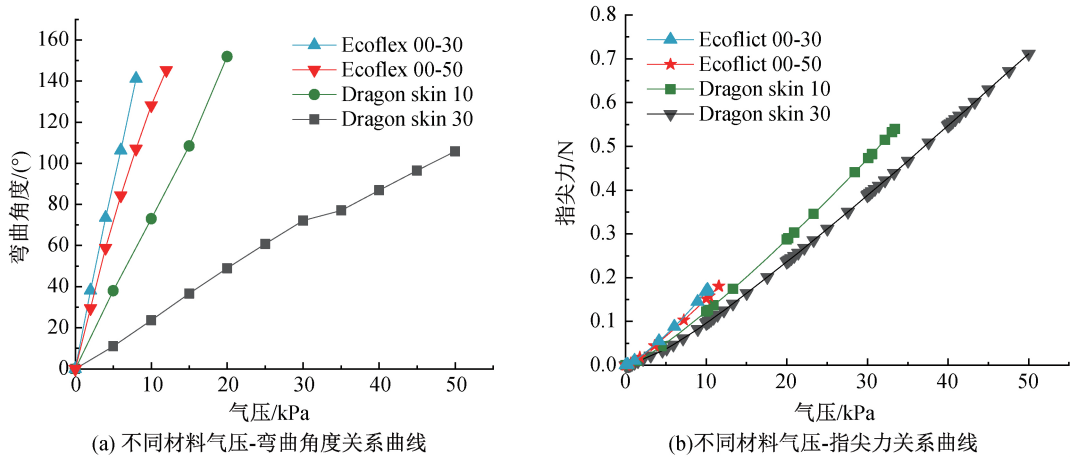 160
140
120
100
80
60
40
20
0
弯曲角度/(°)
Ecoflex 00-30
Ecoflex 00-50
Dragon skin 10
Dragon skin 30
0 10 20 30 40 50
气压/kPa
(a) 不同材料气压-弯曲角度关系曲线
0.8
0.7
0.6
0.5
0.4
0.3
0.2
0.1
0.0
指尖力/N
Ecoflict 00-30
Ecoflict 00-50
Dragon skin 10
Dragon skin 30
0 10 20 30 40 50
气压/kPa
(b)不同材料气压-指尖力关系曲线